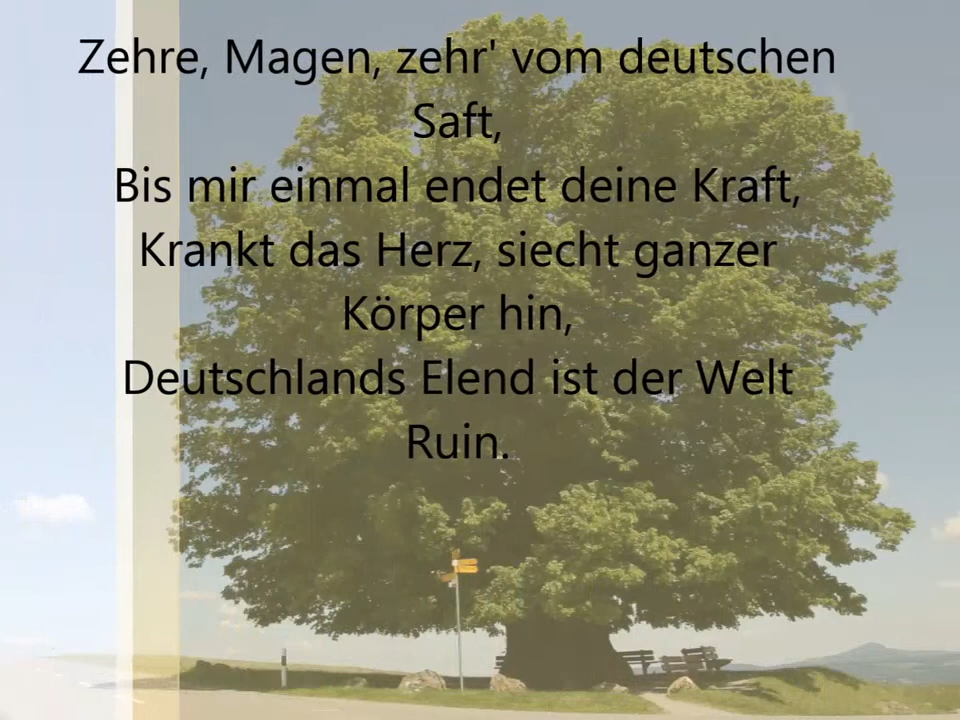 Zehre, Magen, zehr' vom deutschen
Saft,
Bis mir einmal endet deine Kraft,
Krankt das Herz, siecht ganzer
Körper hin,
Deutschlands Elend ist der Welt
Ruin.